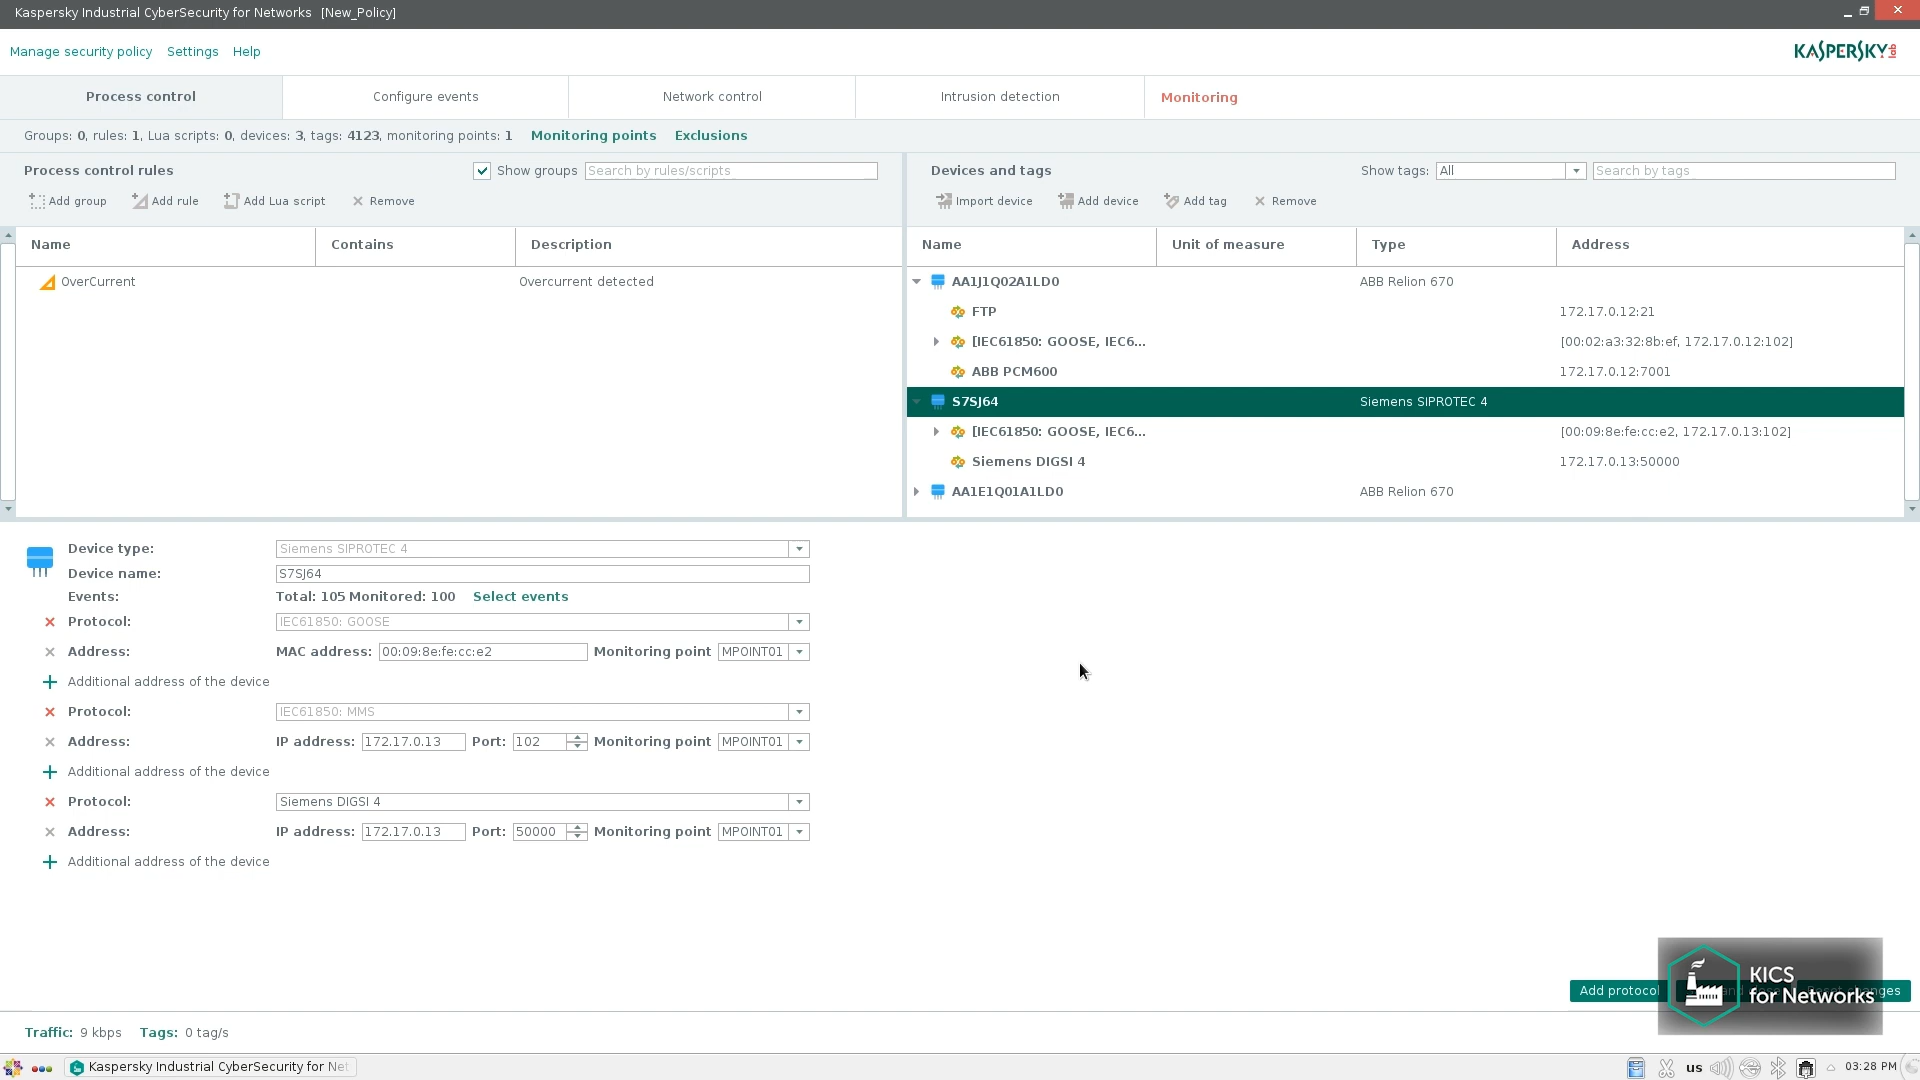 Kaspersky Industrial CyberSecurity for Networks [New_Policy]
Manage security policy Settings Help
KASPERSKY lab
Process control Configure events Network control Intrusion detection Monitoring
Groups: 0, rules: 1, Lua scripts: 0, devices: 3, tags: 4123, monitoring points: 1 Monitoring points Exclusions
Process control rules Show groups Search by rules/scripts
Add group Add rule Add Lua script Remove
Name Contains Description
OverCurrent Overcurrent detected
Devices and tags Show tags: All Search by tags
Import device Add device Add tag Remove
Name Unit of measure Type Address
AA1J1Q02A1LD0 ABB Relion 670
FTP 172.17.0.12:21
[IEC61850: GOOSE, IEC6... [00:02:a3:32:8b:ef, 172.17.0.12:102]
ABB PCM600 172.17.0.12:7001
S7SJ64 Siemens SIPROTEC 4
[IEC61850: GOOSE, IEC6... [00:09:8e:fe:cc:e2, 172.17.0.13:102]
Siemens DIGSI 4 172.17.0.13:50000
AA1E1Q01A1LD0 ABB Relion 670
Device type: Siemens SIPROTEC 4
Device name: S7SJ64
Events: Total: 105 Monitored: 100 Select events
Protocol: IEC61850: GOOSE
Address: MAC address: 00:09:8e:fe:cc:e2 Monitoring point MPOINT01
Additional address of the device
Protocol: IEC61850: MMS
Address: IP address: 172.17.0.13 Port: 102 Monitoring point MPOINT01
Additional address of the device
Protocol: Siemens DIGSI 4
Address: IP address: 172.17.0.13 Port: 50000 Monitoring point MPOINT01
Additional address of the device
Add protocol changes
KICS
for Networks
Traffic: 9 kbps Tags: 0 tag/s
Kaspersky Industrial CyberSecurity for Net us 03:28 PM